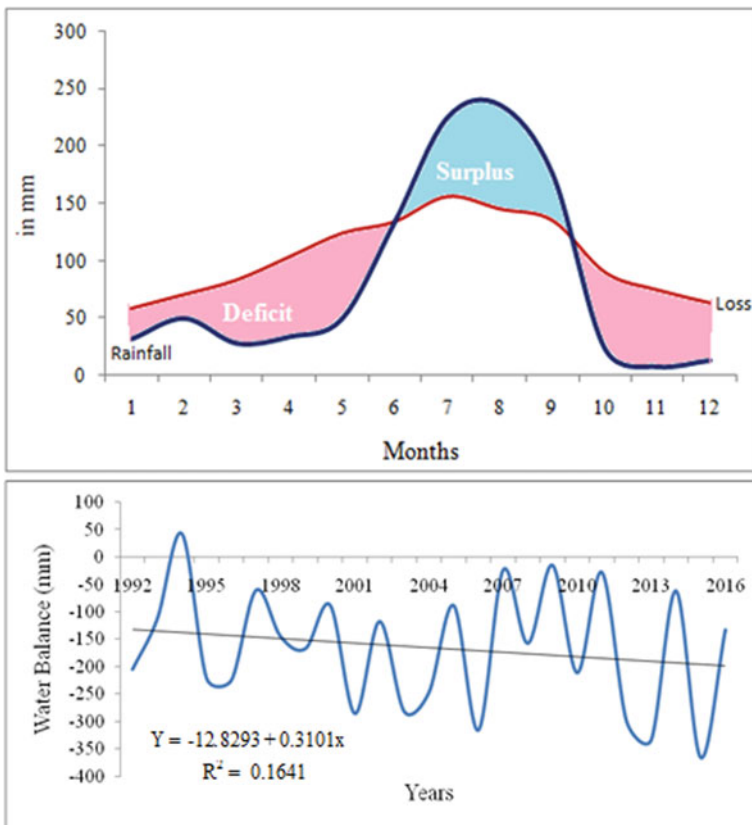 300
250
200
150
100
50
0
in mm
Surplus
Deficit
Loss
Rainfall
1 2 3 4 5 6 7 8 9 10 11 12
Months
100
50
0
-50
-100
-150
-200
-250
-300
-350
-400
Water Balance (mm)
1992 1995 1998 2001 2004 2007 2010 2013 2016
Y = -12.8293 + 0.3101x
R² = 0.1641
Years